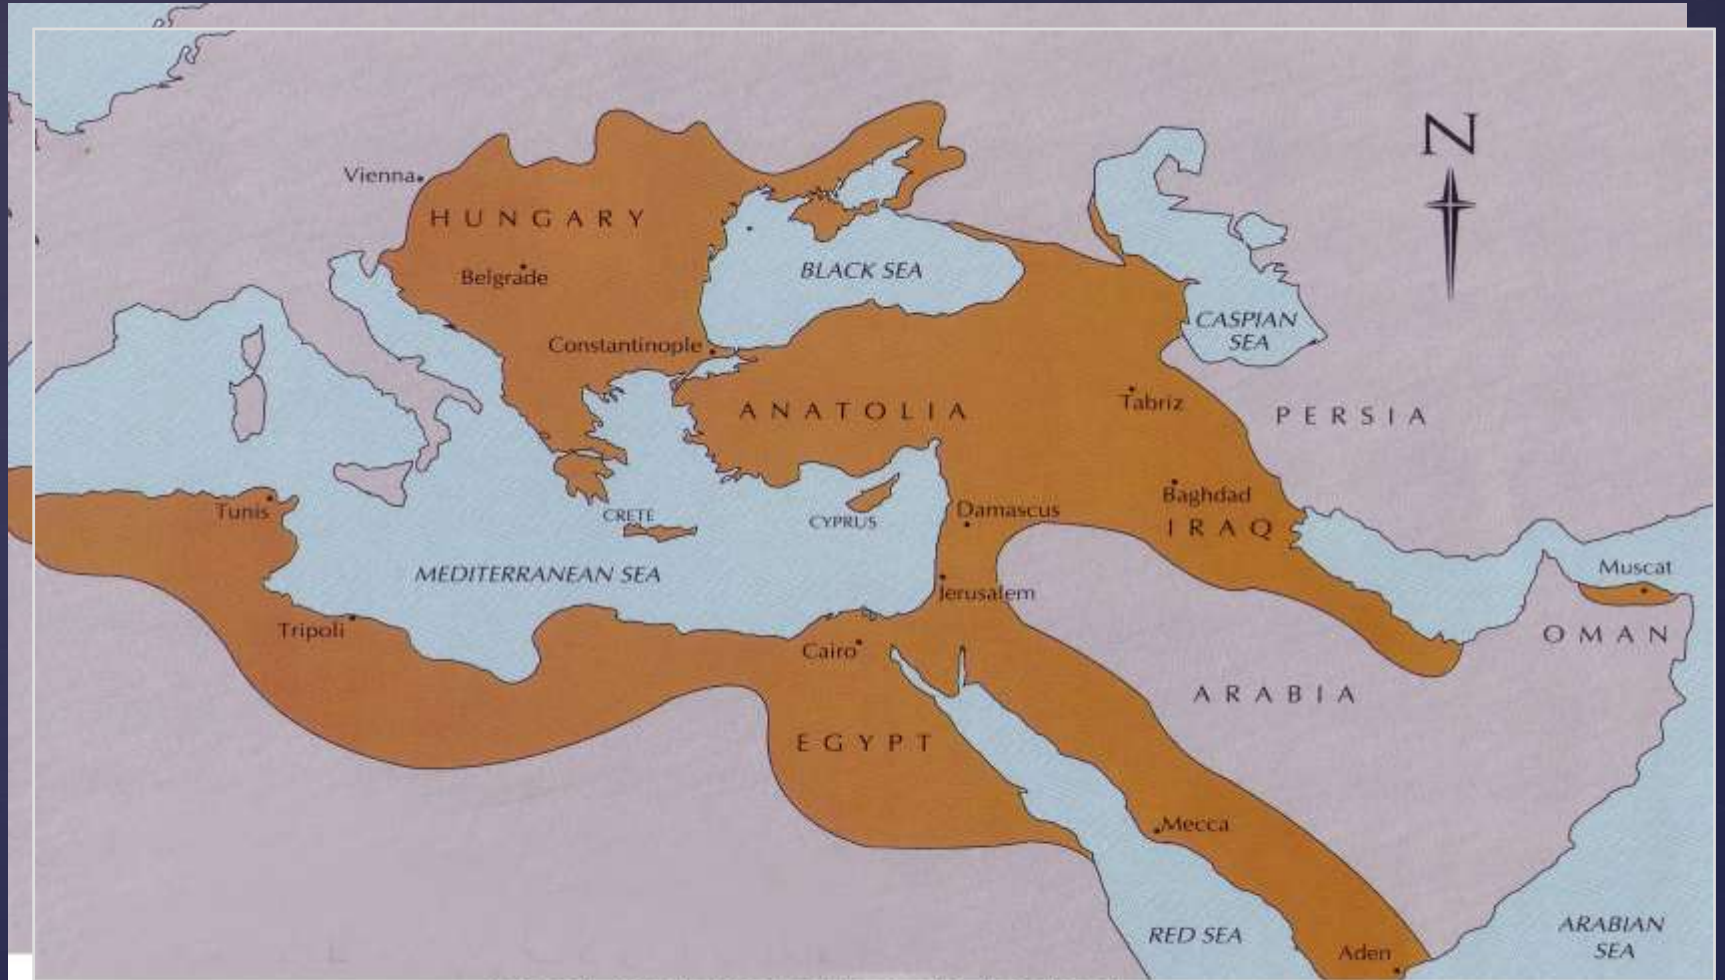 N
Vienna
HUNGARY
Belgrade
BLACK SEA
CASPIAN
SEA
Constantinople
ANATOLIA
Tabriz
PERSIA
Baghdad
IRAQ
Tunis
CRETE
CYPRUS
Damascus
MEDITERRANEAN SEA
Muscat
Jerusalem
Tripoli
OMAN
Cairo
ARABIA
EGYPT
Mecca
RED SEA
ARABIAN
SEA
Aden